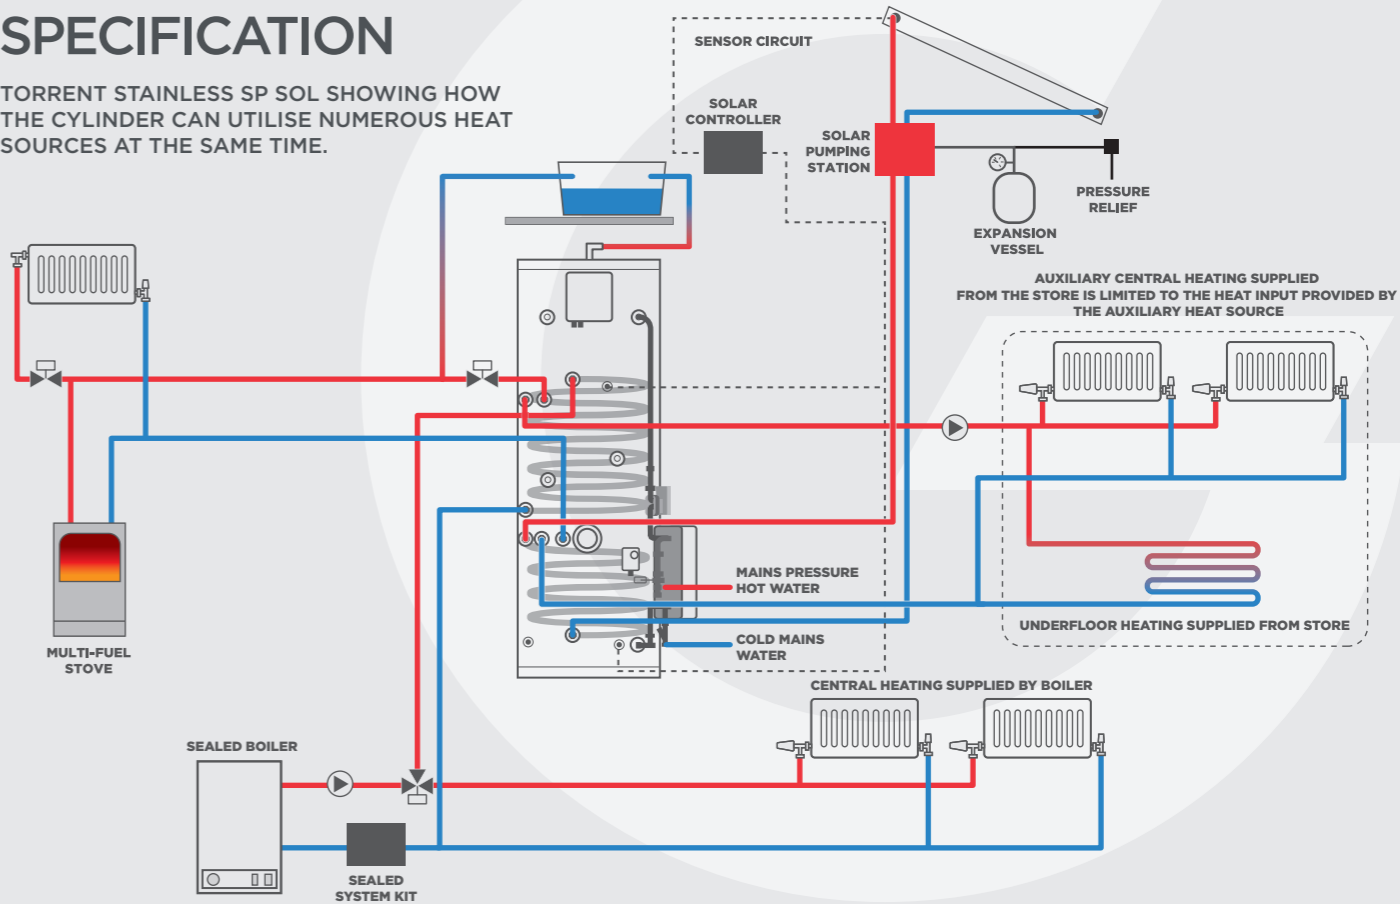 SPECIFICATION
TORRENT STAINLESS SP SOL SHOWING HOW
THE CYLINDER CAN UTILISE NUMEROUS HEAT
SOURCES AT THE SAME TIME.
SENSOR CIRCUIT
SOLAR
CONTROLLER
SOLAR
PUMPING
STATION
PRESSURE
RELIEF
EXPANSION
VESSEL
AUXILIARY CENTRAL HEATING SUPPLIED
FROM THE STORE IS LIMITED TO THE HEAT INPUT PROVIDED BY
THE AUXILIARY HEAT SOURCE
MAINS PRESSURE
HOT WATER
UNDERFLOOR HEATING SUPPLIED FROM STORE
COLD MAINS
WATER
MULTI-FUEL
STOVE
CENTRAL HEATING SUPPLIED BY BOILER
SEALED BOILER
SEALED
SYSTEM KIT